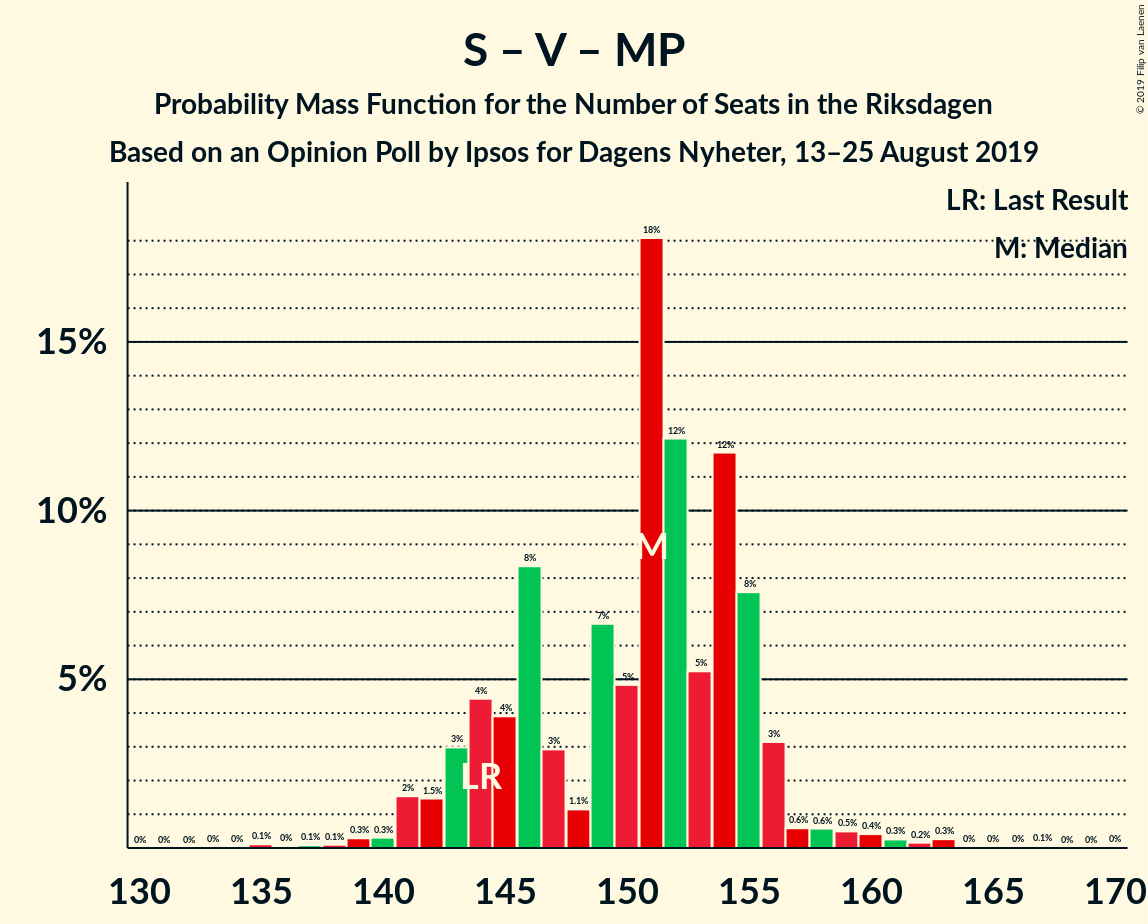 S – V – MP
Probability Mass Function for the Number of Seats in the Riksdagen
Based on an Opinion Poll by Ipsos for Dagens Nyheter, 13–25 August 2019
© 2019 Filip van Laenen
LR: Last Result
M: Median
15%
10%
5%
0% 0% 0% 0% 0% 0.1% 0% 0.1% 0.1% 0.3% 0.3% 2% 1.5% 3% 4% 4% 8% 3% 1.1% 7% 5% 18% 12% 5% 12% 8% 3% 0.6% 0.6% 0.5% 0.4% 0.3% 0.2% 0.3% 0% 0% 0% 0.1% 0% 0% 0%
M
LR
130 135 140 145 150 155 160 165 170